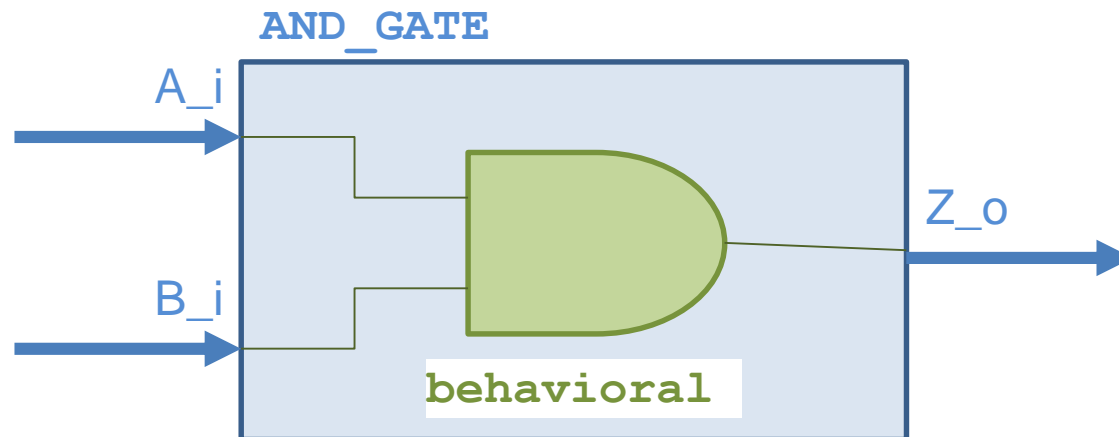 AND_GATE
A_i
Z_o
B_i
behavioral